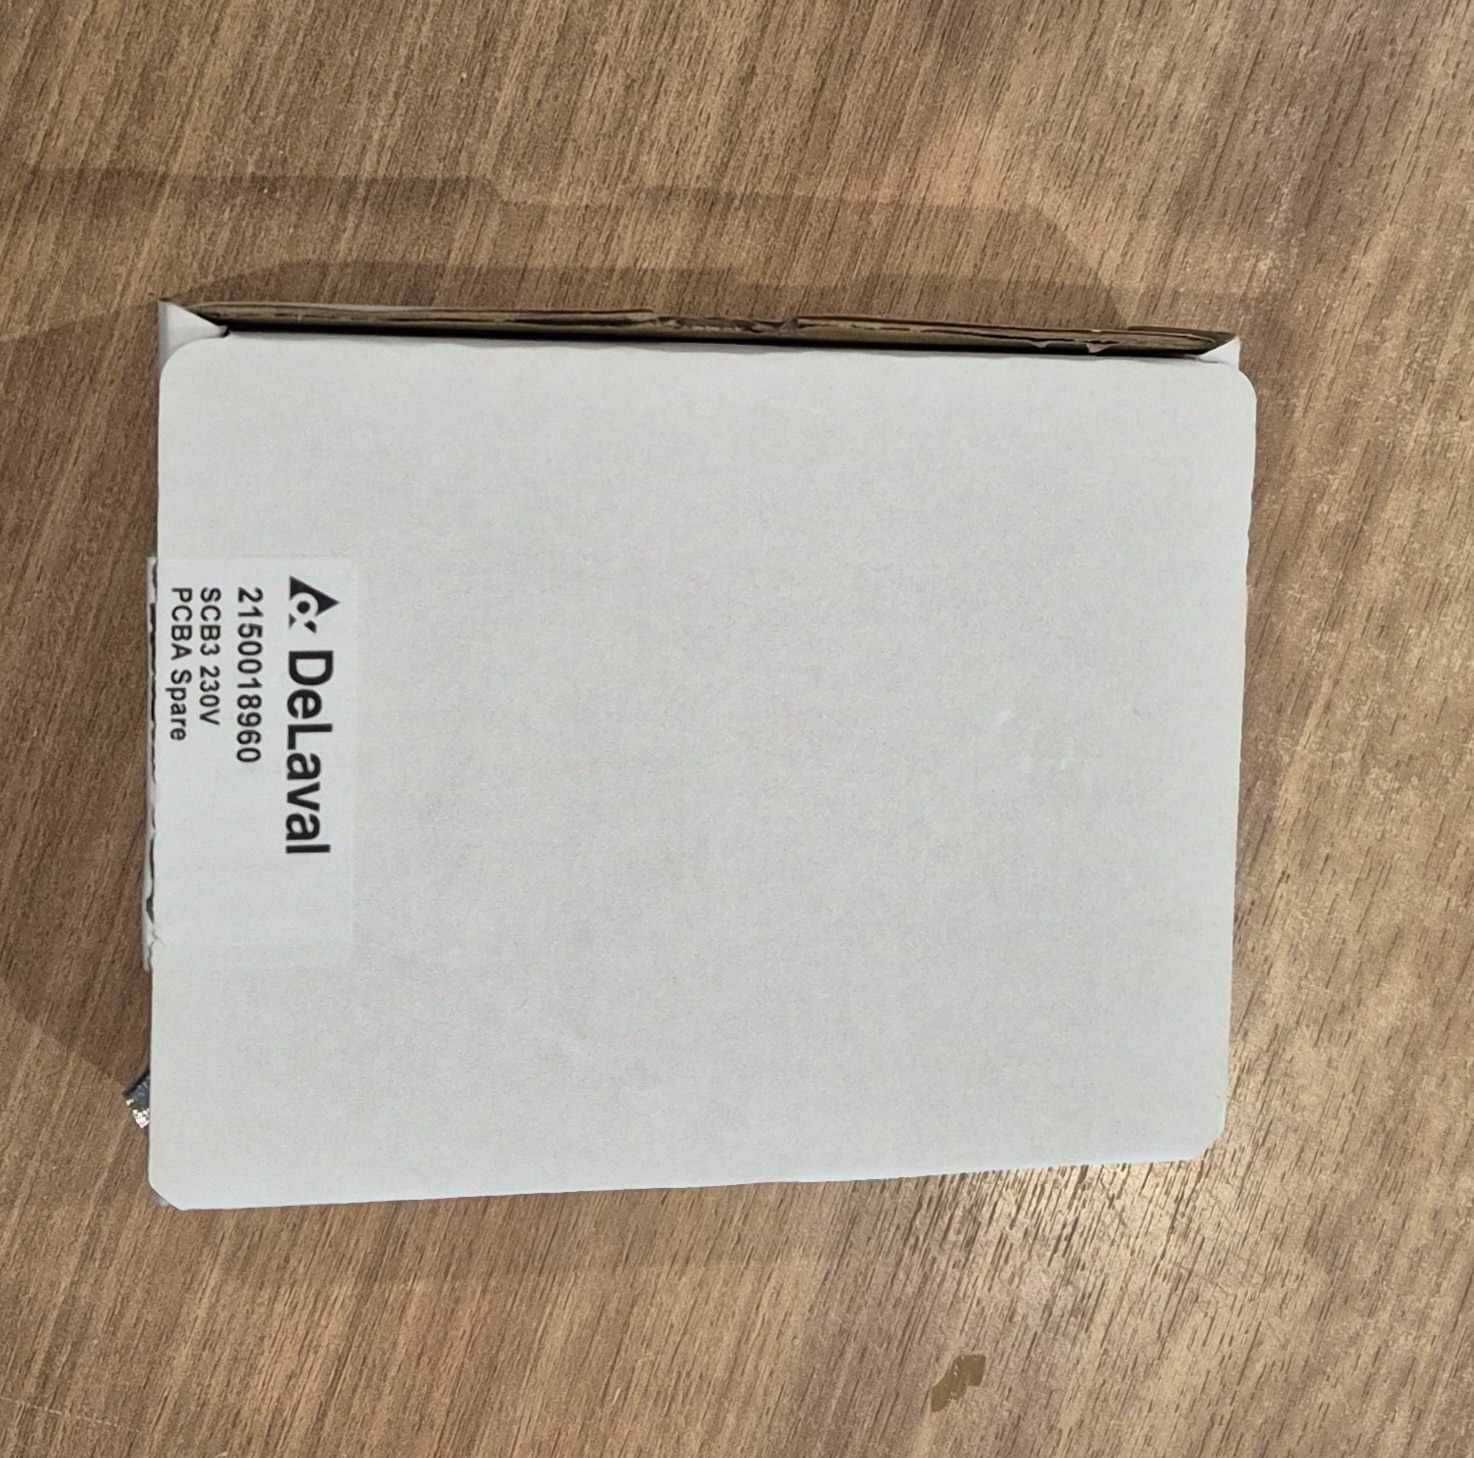 DeLaval
2150018960
SCB3 230V
PCBA Spare